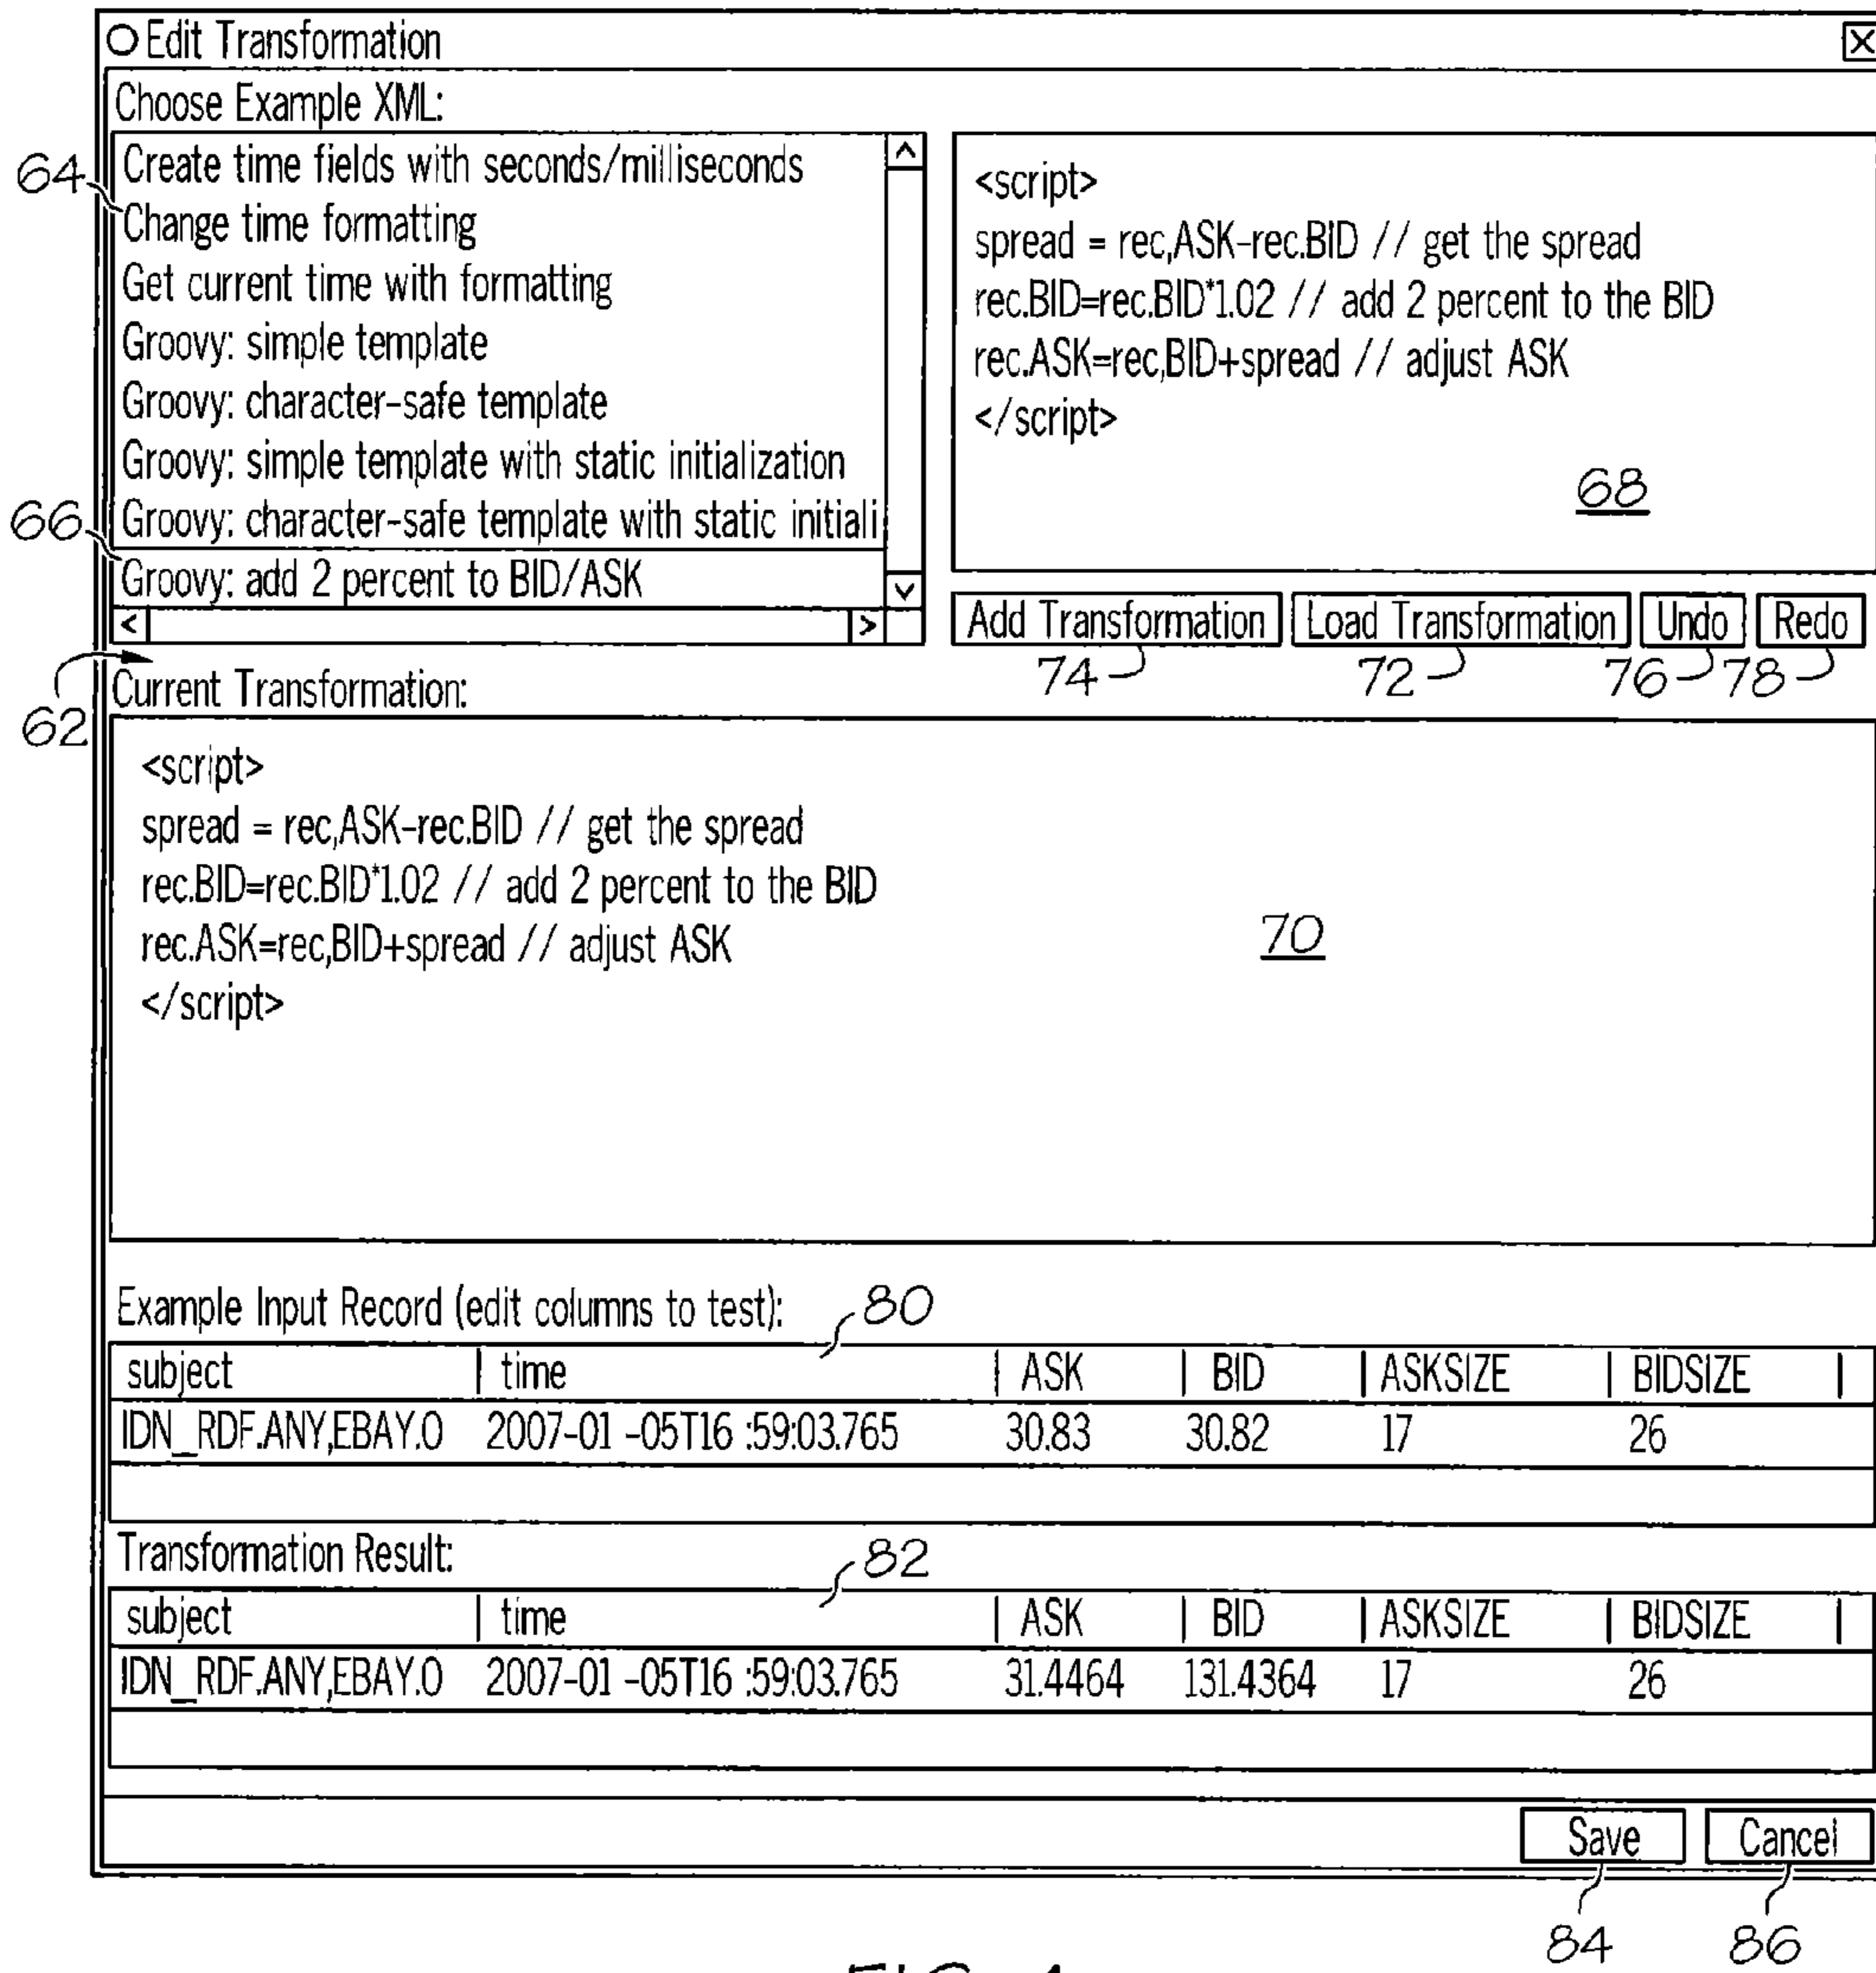 Edit Transformation
Choose Example XML:
64
Create time fields with seconds/milliseconds
Change time formatting
Get current time with formatting
Groovy: simple template
Groovy: character-safe template
Groovy: simple template with static initialization
66
Groovy: character-safe template with static initiali
Groovy: add 2 percent to BID/ASK
<script>
spread = rec,ASK-rec.BID // get the spread
rec.BID=rec.BID*1.02 // add 2 percent to the BID
rec.ASK=rec,BID+spread // adjust ASK
</script>
68
Add Transformation Load Transformation Undo Redo
74 72 76 78
62
Current Transformation:
<script>
spread = rec,ASK-rec.BID // get the spread
rec.BID=rec.BID*1.02 // add 2 percent to the BID
rec.ASK=rec,BID+spread // adjust ASK
</script>
70
Example Input Record (edit columns to test): 80
subject | time | ASK | BID | ASKSIZE | BIDSIZE |
IDN_RDF.ANY,EBAY.O 2007-01 -05T16 :59:03.765 30.83 30.82 17 26
Transformation Result: 82
subject | time | ASK | BID | ASKSIZE | BIDSIZE |
IDN_RDF.ANY,EBAY.O 2007-01 -05T16 :59:03.765 31.4464 131.4364 17 26
Save Cancel
84 86